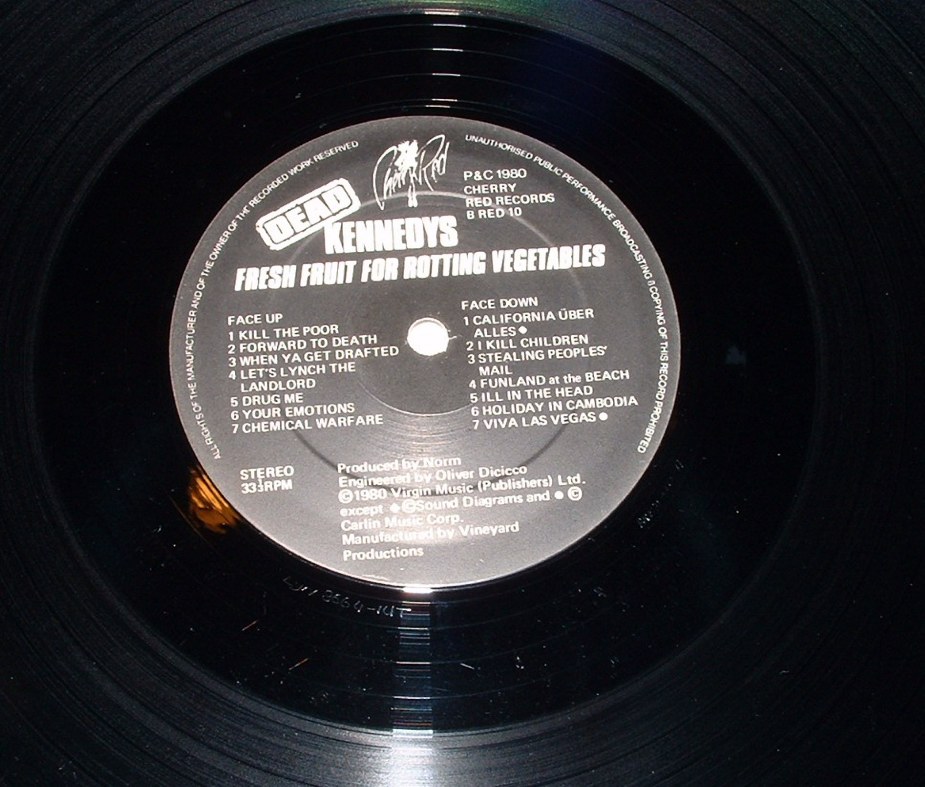 ALL RIGHTS OF THE MANUFACTURER AND OF THE OWNER OF THE RECORDED WORK RESERVED
UNAUTHORISED PUBLIC PERFORMANCE BROADCASTING & COPYING OF THIS RECORD PROHIBITED
Cherry Red
P&C 1980
CHERRY
RED RECORDS
B RED 10
DEAD
KENNEDYS
FRESH FRUIT FOR ROTTING VEGETABLES
FACE UP
1 KILL THE POOR
2 FORWARD TO DEATH
3 WHEN YA GET DRAFTED
4 LET'S LYNCH THE
LANDLORD
5 DRUG ME
6 YOUR EMOTIONS
7 CHEMICAL WARFARE
FACE DOWN
1 CALIFORNIA ÜBER
ALLES ●
2 I KILL CHILDREN
3 STEALING PEOPLES'
MAIL
4 FUNLAND at the BEACH
5 ILL IN THE HEAD
6 HOLIDAY IN CAMBODIA
7 VIVA LAS VEGAS ●
STEREO
33⅓RPM
Produced by Norm
Engineered by Oliver Dicicco
©1980 Virgin Music (Publishers) Ltd.
except ● ©Sound Diagrams and ● ©
Carlin Music Corp.
Manufactured by Vineyard
Productions